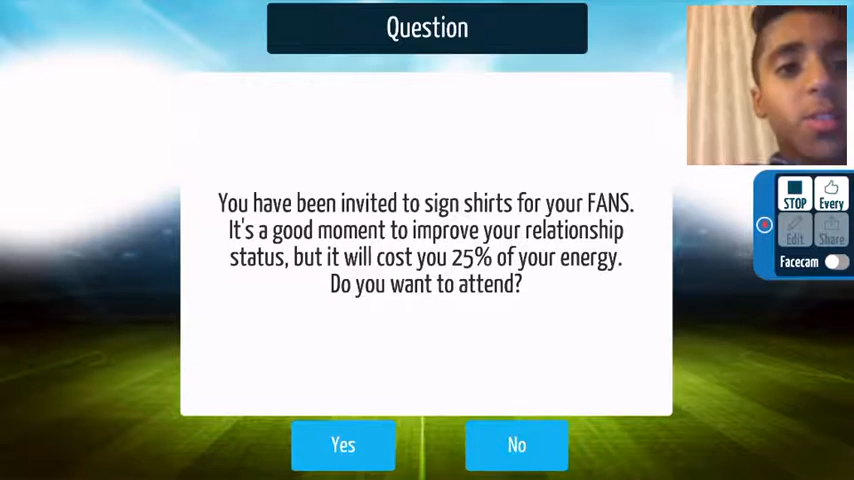 Question
You have been invited to sign shirts for your FANS.
It's a good moment to improve your relationship
status, but it will cost you 25% of your energy.
Do you want to attend?
Yes
No
STOP
Every
Edit
Share
Facecam